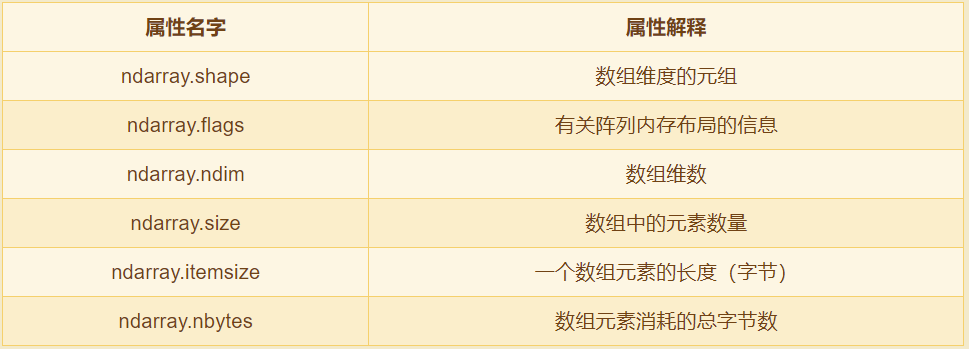 属性名字 属性解释
ndarray.shape 数组维度的元组
ndarray.flags 有关阵列内存布局的信息
ndarray.ndim 数组维数
ndarray.size 数组中的元素数量
ndarray.itemsize 一个数组元素的长度（字节）
ndarray.nbytes 数组元素消耗的总字节数